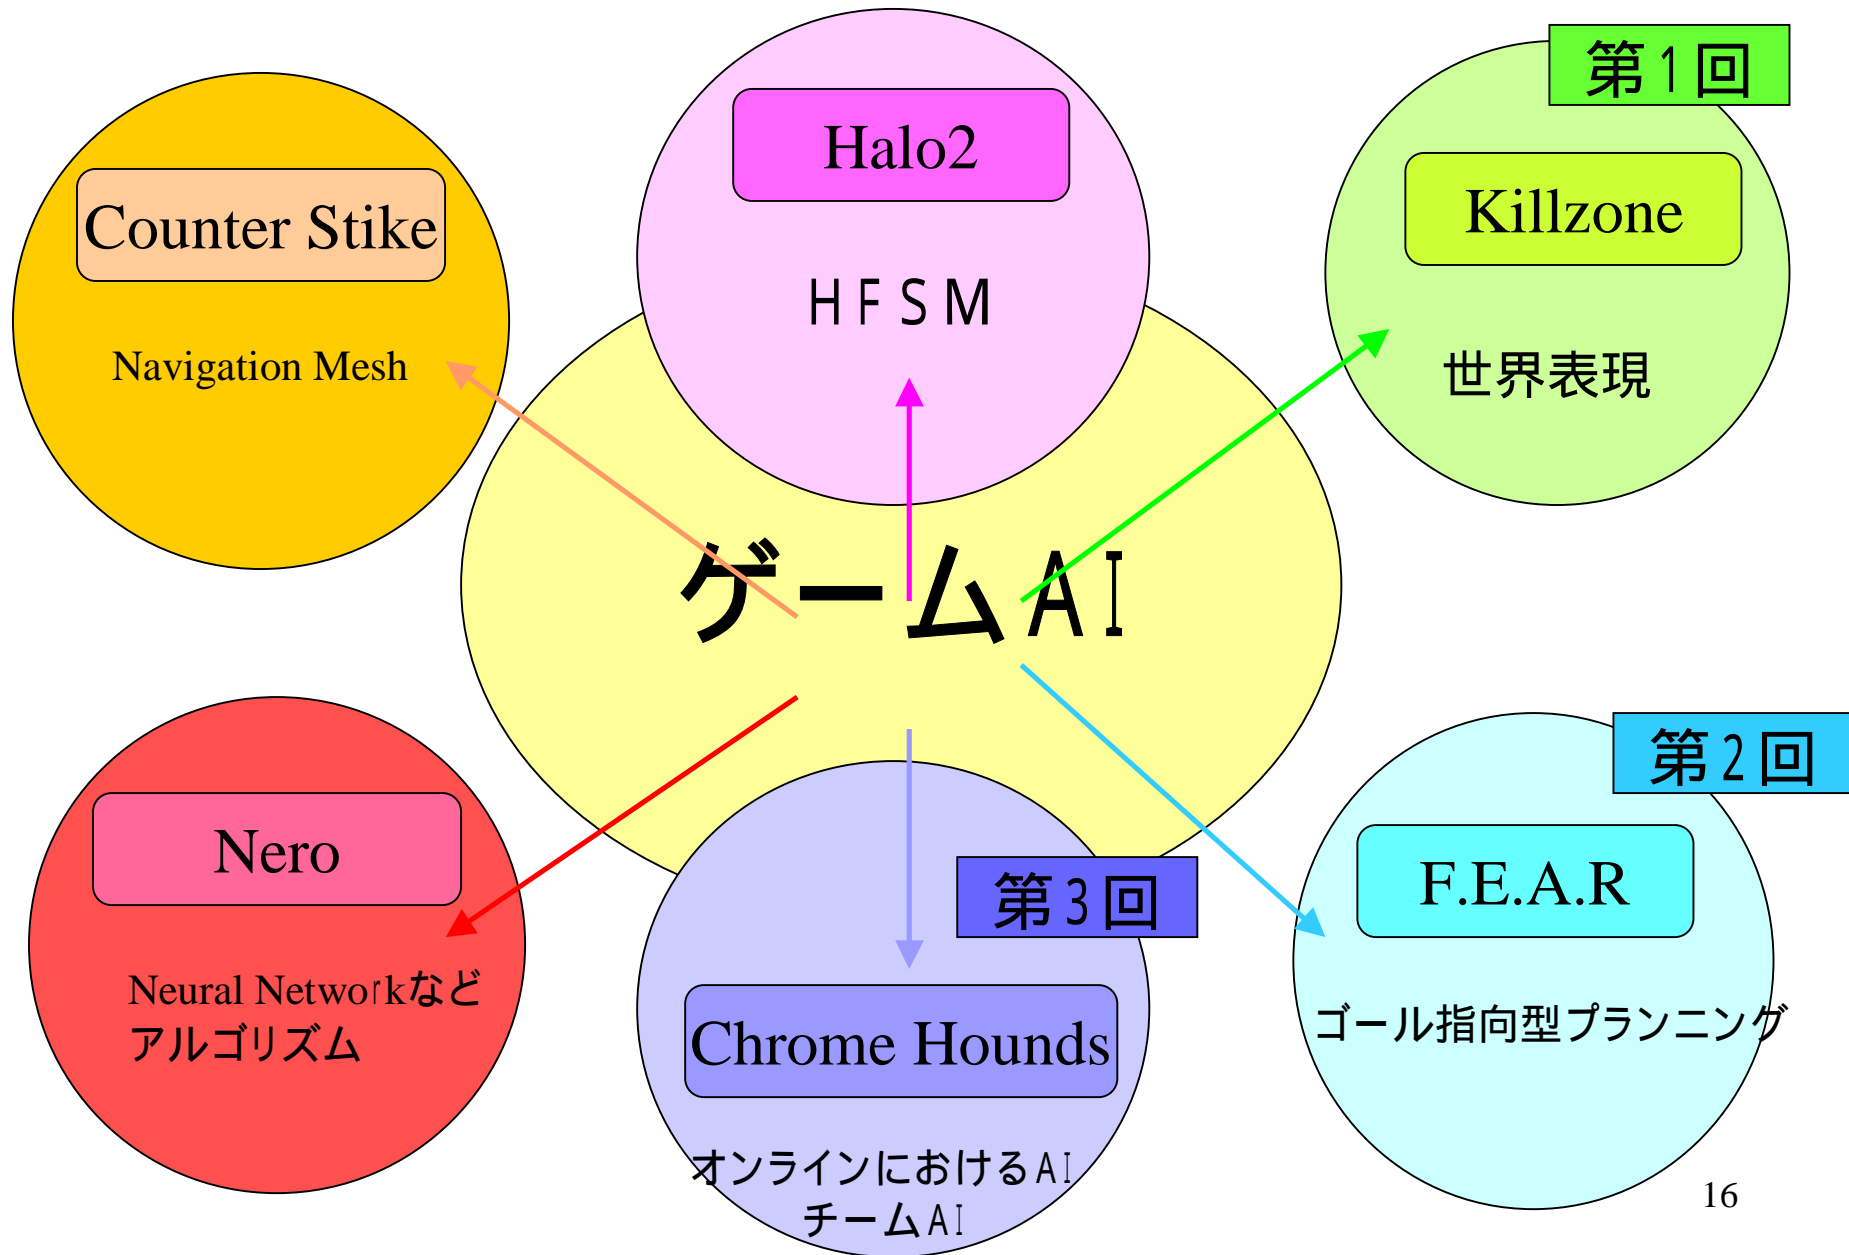 第1回
Halo2
Killzone
Counter Stike
HFSM
Navigation Mesh
世界表現
ゲームAI
第2回
Nero
第3回
F.E.A.R
Neural Networkなど
アルゴリズム
ゴール指向型プランニング
Chrome Hounds
オンラインにおけるAI
チームAI
16